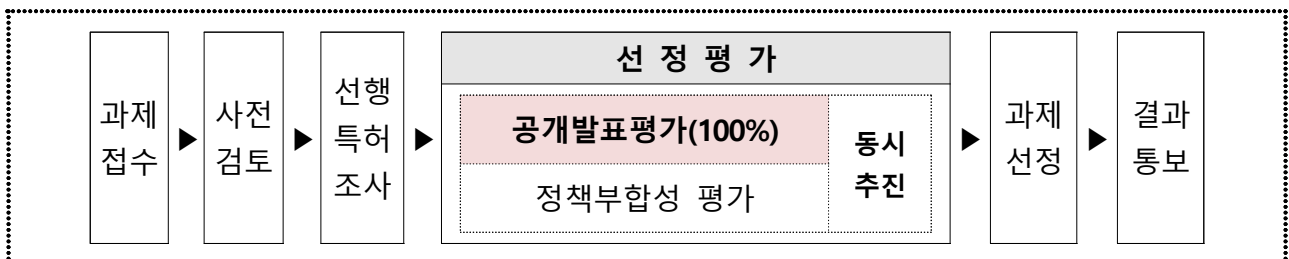 과제
접수
▶
사전
검토
▶
선행
특허
조사
▶
선 정 평 가
공개발표평가(100%)
정책부합성 평가
동시
추진
▶
과제
선정
▶
결과
통보